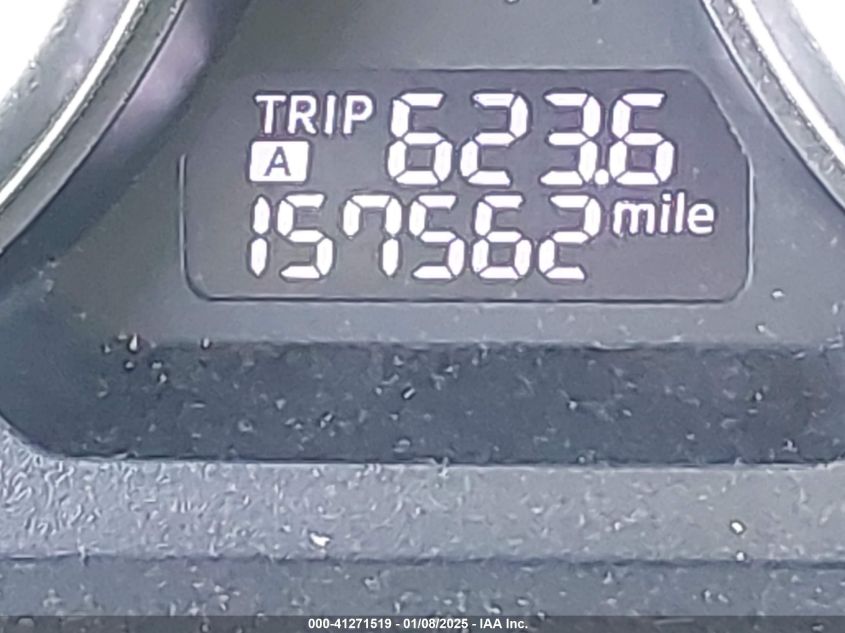 TRIP 623.6
A
157562 mile
000-41271519 - 01/08/2025 - IAA Inc.